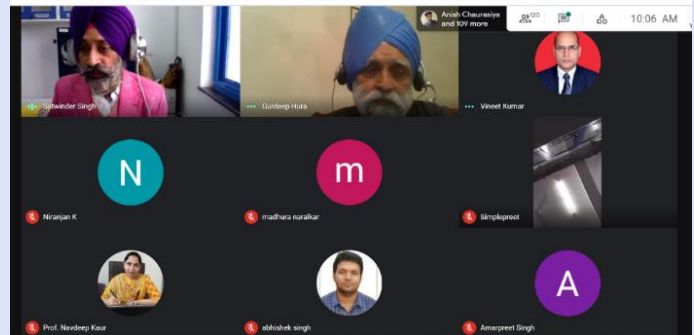 Anish Chaurasiya
and 109 more
120
10:06 AM
Satwinder Singh
Gurdeep Hura
Vineet Kumar
N
Niranjan K
m
madhura naralkar
Simplepreet
Prof. Navdeep Kaur
abhishek singh
A
Amarpreet Singh